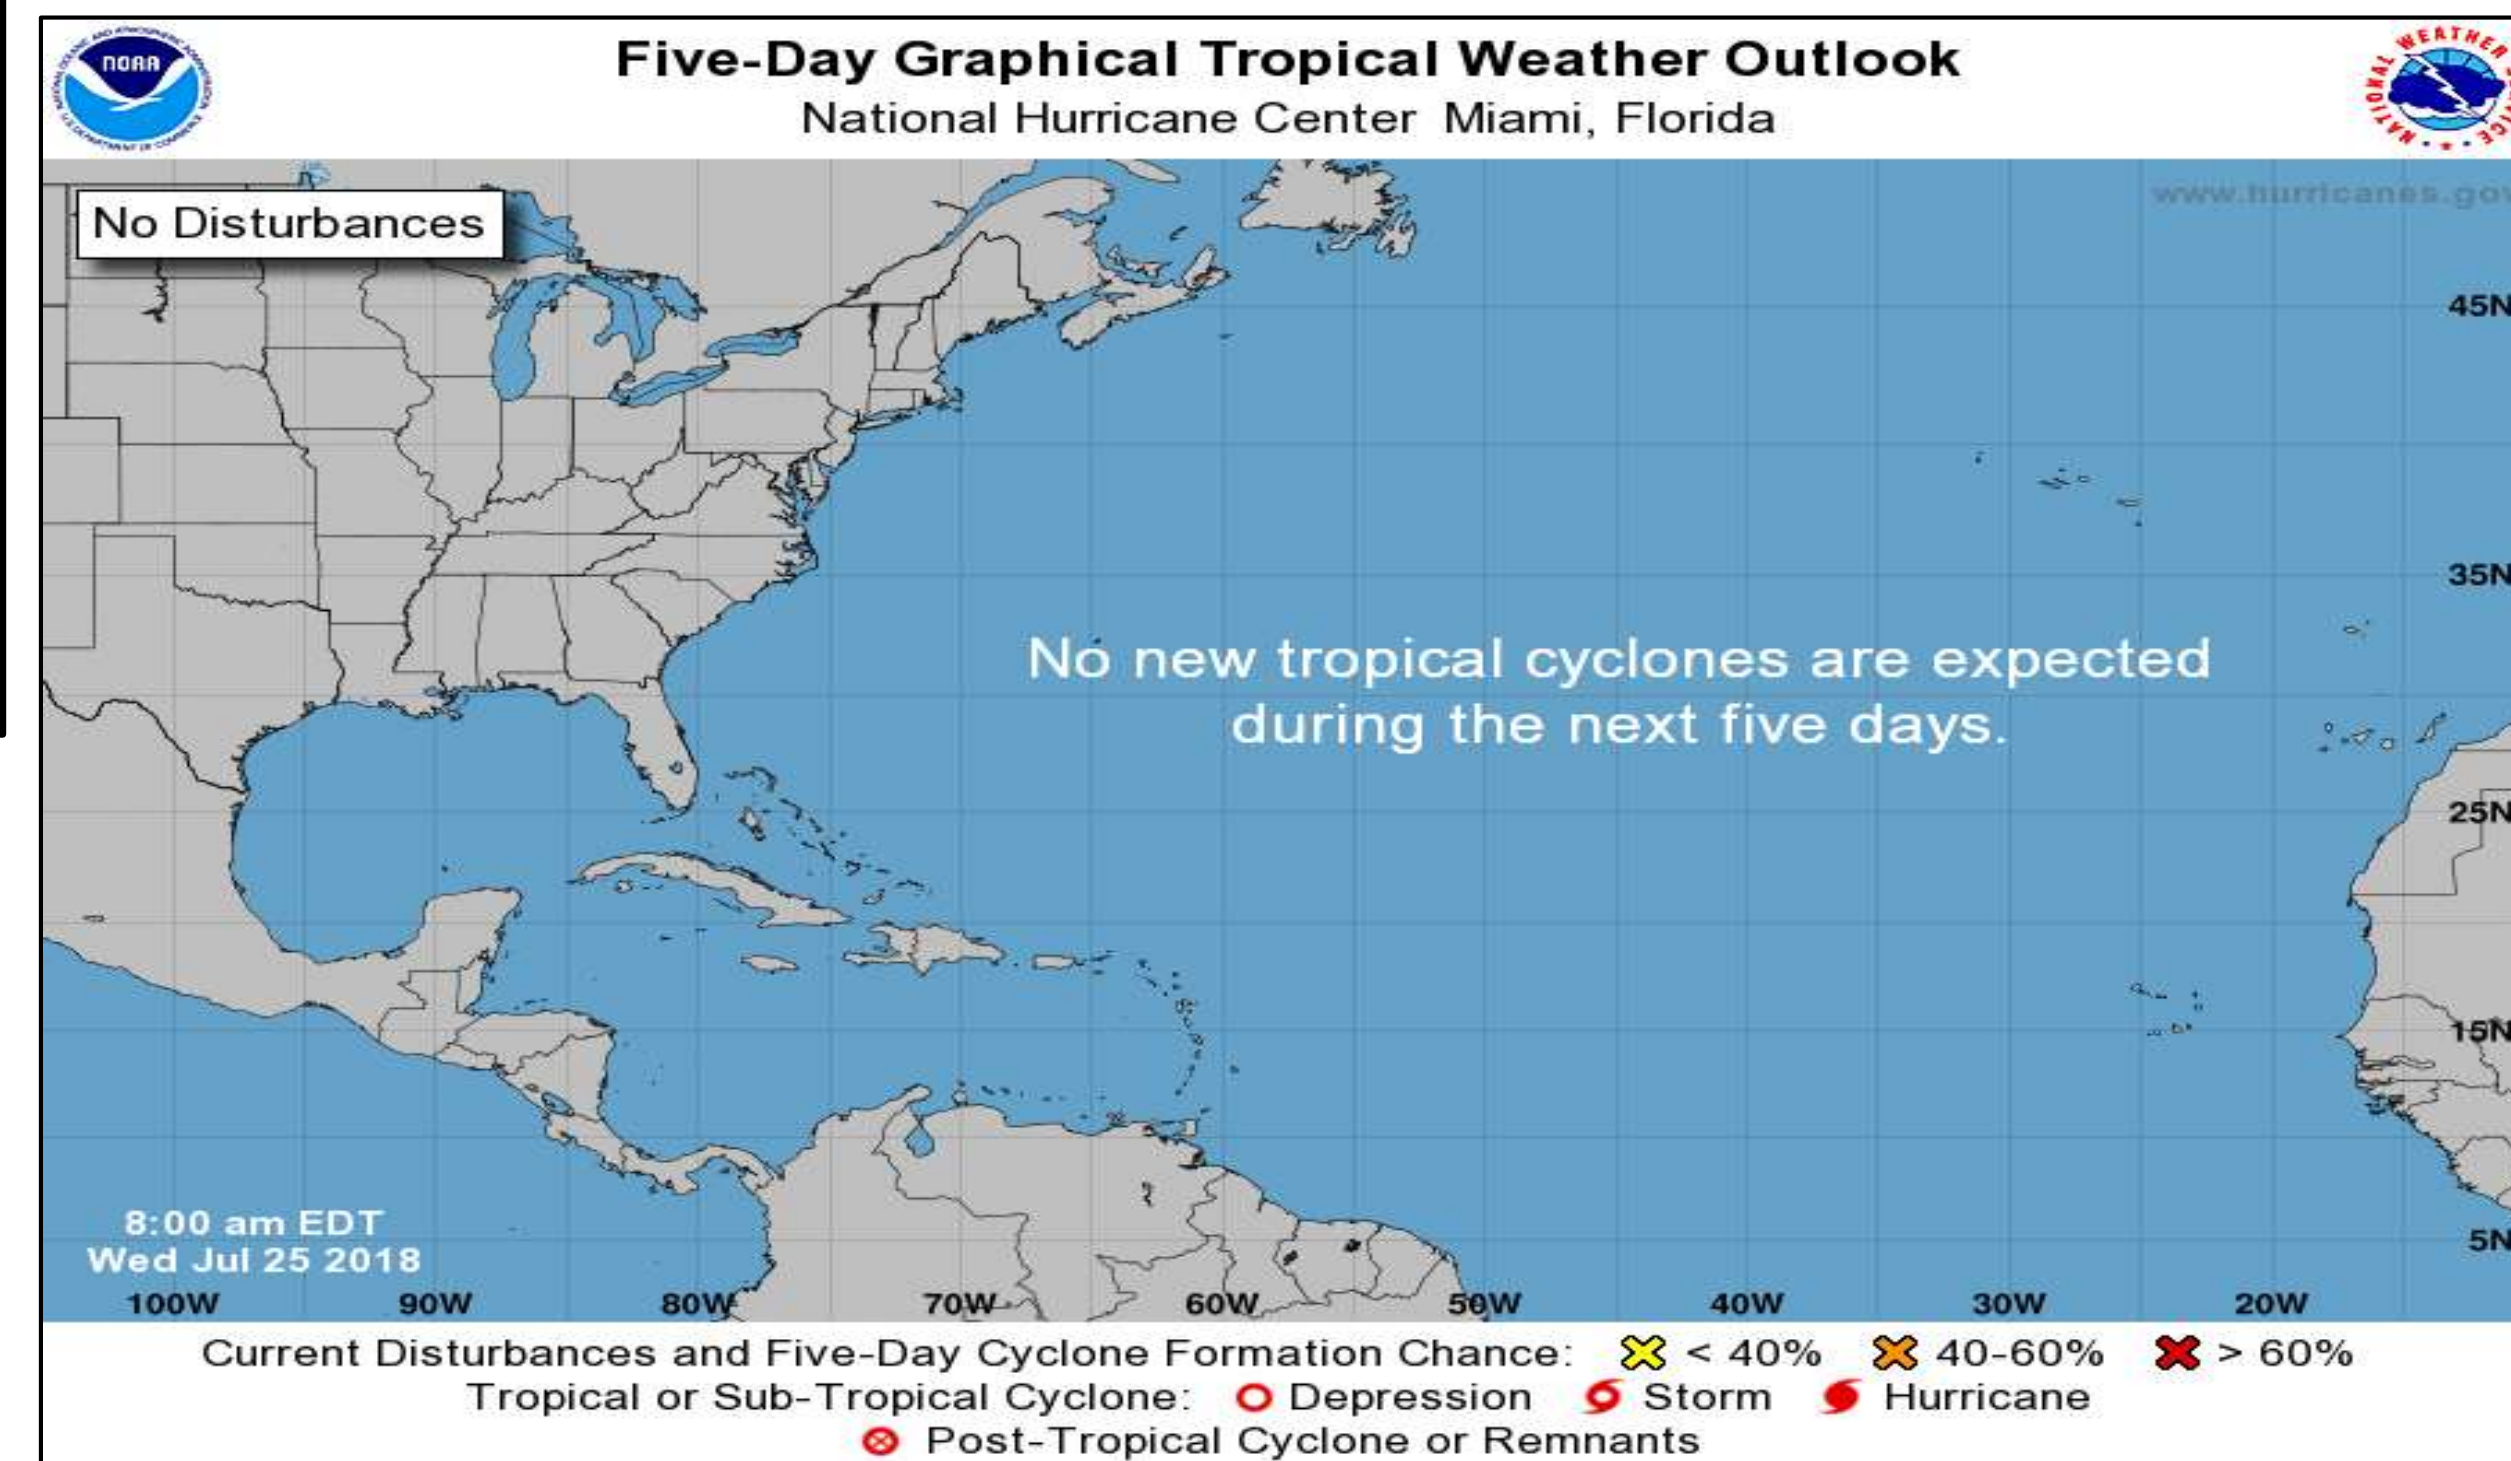 NOAA
Five-Day Graphical Tropical Weather Outlook
National Hurricane Center Miami, Florida
NATIONAL WEATHER
No Disturbances
www.hurricanes.gov
45N
35N
No new tropical cyclones are expected
during the next five days.
25N
15N
8:00 am EDT
Wed Jul 25 2018
5N
100W 90W 80W 70W 60W 50W 40W 30W 20W
Current Disturbances and Five-Day Cyclone Formation Chance: < 40% 40-60% > 60%
Tropical or Sub-Tropical Cyclone: Depression Storm Hurricane
Post-Tropical Cyclone or Remnants